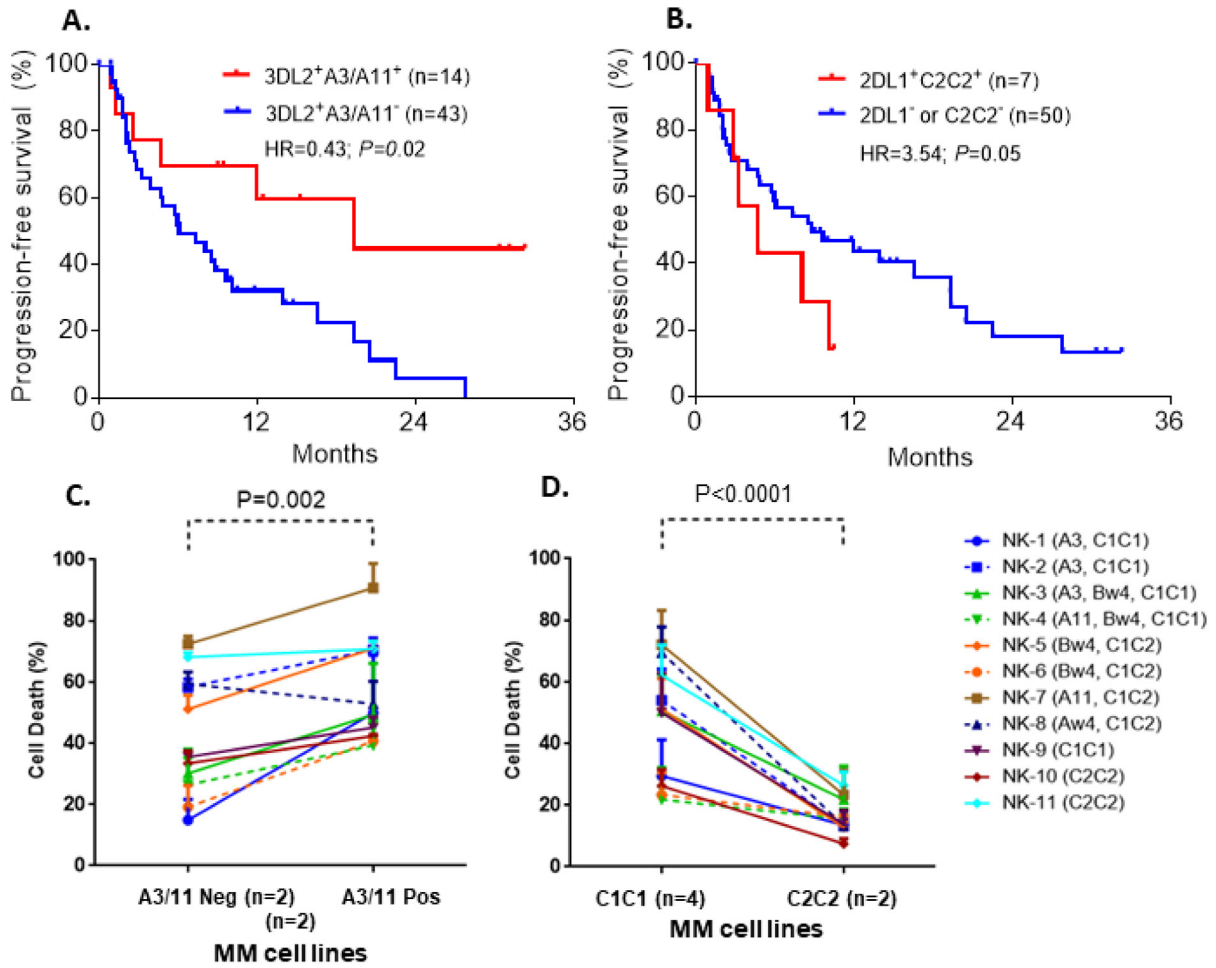 A.
Progression-free survival (%)
100
80
60
40
20
0
3DL2⁺A3/A11⁺ (n=14)
3DL2⁺A3/A11⁻ (n=43)
HR=0.43; P=0.02
0
12
24
36
Months
B.
Progression-free survival (%)
100
80
60
40
20
0
2DL1⁺C2C2⁺ (n=7)
2DL1⁻ or C2C2⁻ (n=50)
HR=3.54; P=0.05
0
12
24
36
Months
C.
P=0.002
Cell Death (%)
100
80
60
40
20
0
A3/11 Neg (n=2)
A3/11 Pos
(n=2)
MM cell lines
D.
P<0.0001
Cell Death (%)
100
80
60
40
20
0
C1C1 (n=4)
C2C2 (n=2)
MM cell lines
NK-1 (A3, C1C1)
NK-2 (A3, C1C1)
NK-3 (A3, Bw4, C1C1)
NK-4 (A11, Bw4, C1C1)
NK-5 (Bw4, C1C2)
NK-6 (Bw4, C1C2)
NK-7 (A11, C1C2)
NK-8 (Aw4, C1C2)
NK-9 (C1C1)
NK-10 (C2C2)
NK-11 (C2C2)